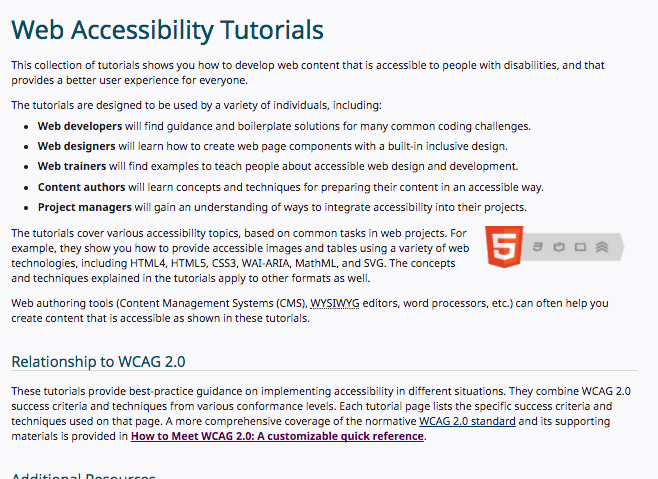 Web Accessibility Tutorials
This collection of tutorials shows you how to develop web content that is accessible to people with disabilities, and that
provides a better user experience for everyone.
The tutorials are designed to be used by a variety of individuals, including:
• Web developers will find guidance and boilerplate solutions for many common coding challenges.
• Web designers will learn how to create web page components with a built-in inclusive design.
• Web trainers will find examples to teach people about accessible web design and development.
• Content authors will learn concepts and techniques for preparing their content in an accessible way.
• Project managers will gain an understanding of ways to integrate accessibility into their projects.
The tutorials cover various accessibility topics, based on common tasks in web projects. For
example, they show you how to provide accessible images and tables using a variety of web
technologies, including HTML4, HTML5, CSS3, WAI-ARIA, MathML, and SVG. The concepts
and techniques explained in the tutorials apply to other formats as well.
5
Web authoring tools (Content Management Systems (CMS), WYSIWYG editors, word processors, etc.) can often help you
create content that is accessible as shown in these tutorials.
Relationship to WCAG 2.0
These tutorials provide best-practice guidance on implementing accessibility in different situations. They combine WCAG 2.0
success criteria and techniques from various conformance levels. Each tutorial page lists the specific success criteria and
techniques used on that page. A more comprehensive coverage of the normative WCAG 2.0 standard and its supporting
materials is provided in How to Meet WCAG 2.0: A customizable quick reference.
Additional Resources